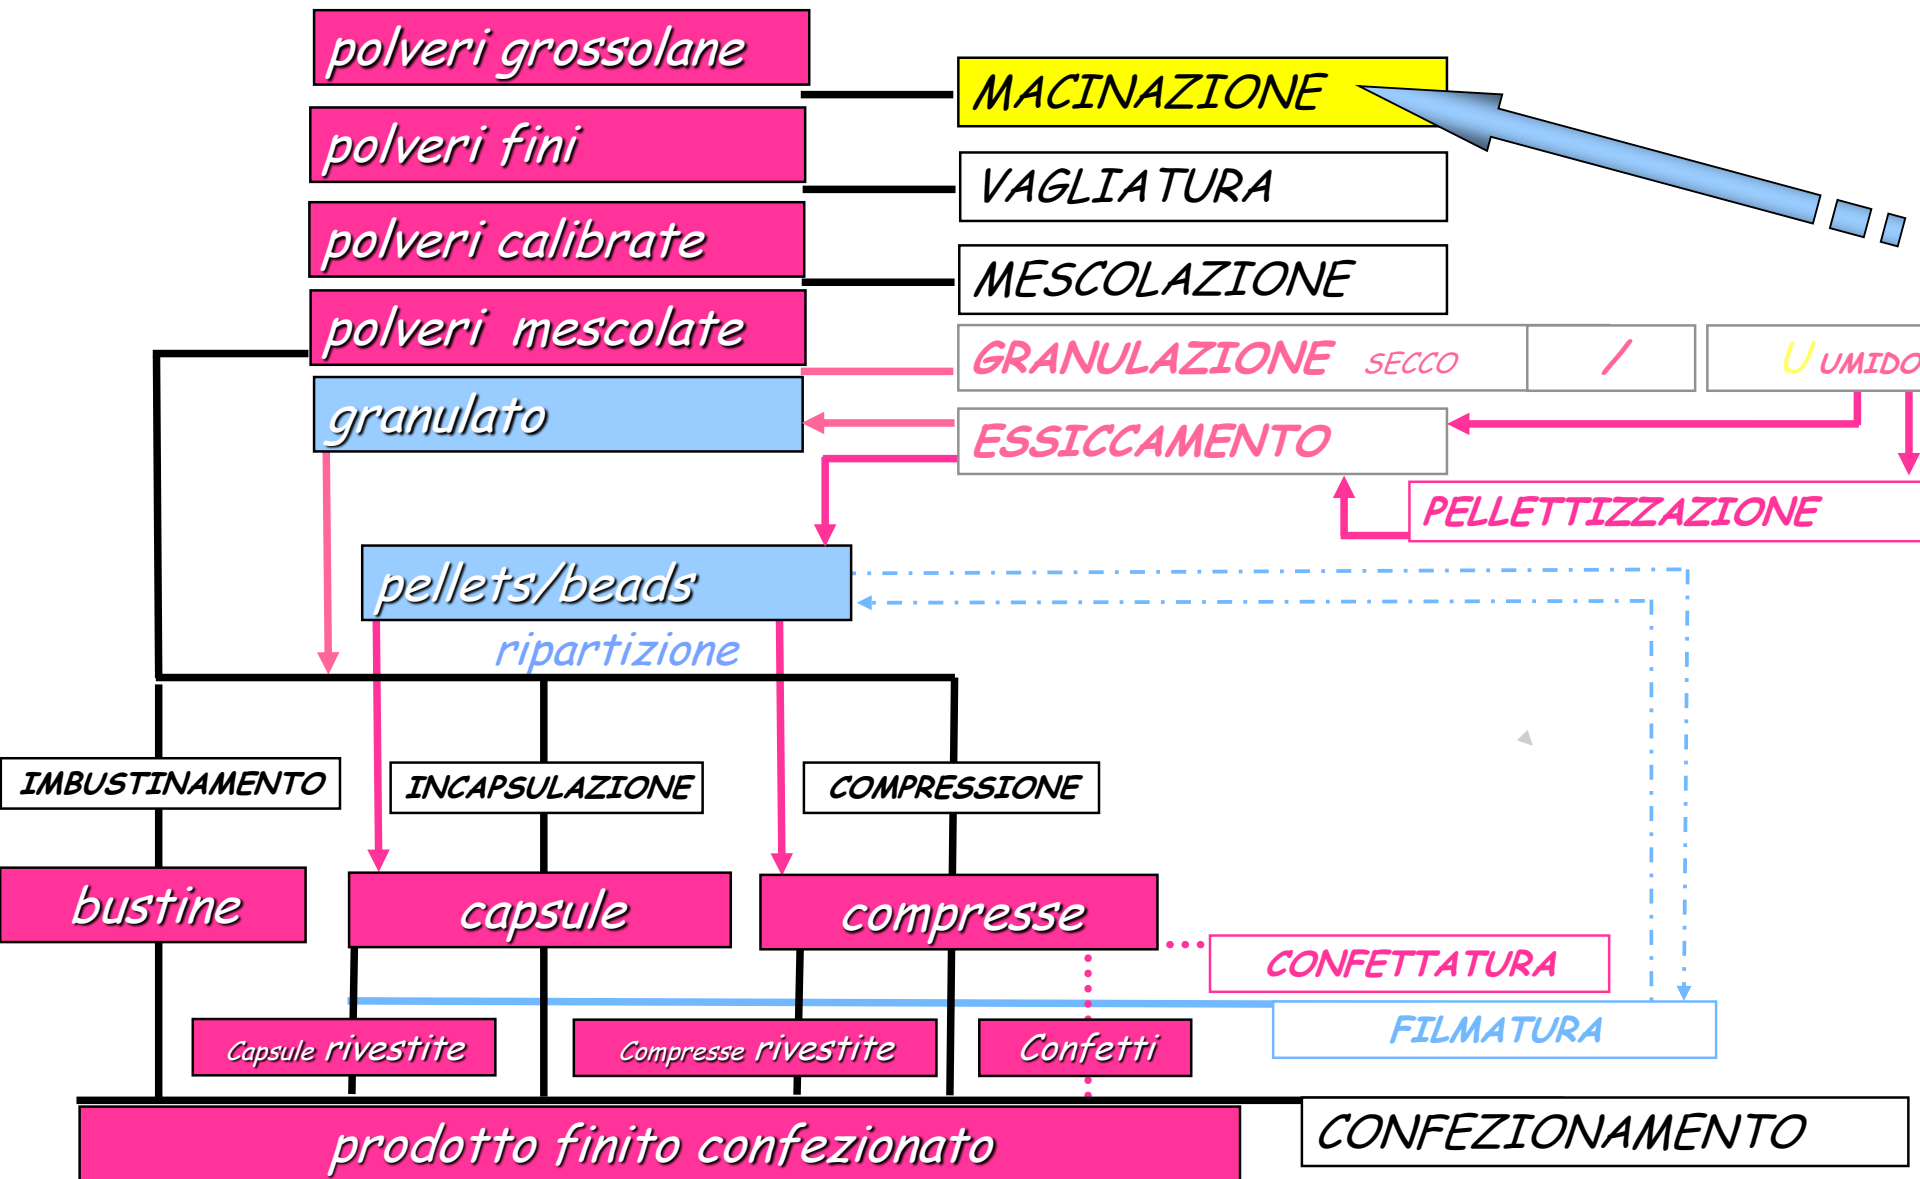 polveri grossolane
MACINAZIONE
polveri fini
VAGLIATURA
polveri calibrate
MESCOLAZIONE
polveri mescolate
GRANULAZIONE SECCO / U UMIDO
granulato
ESSICCAMENTO
PELLETTIZZAZIONE
pellets/beads
ripartizione
IMBUSTINAMENTO
INCAPSULAZIONE
COMPRESSIONE
bustine
capsule
compresse
CONFETTATURA
FILMATURA
Capsule rivestite
Compresse rivestite
Confetti
CONFEZIONAMENTO
prodotto finito confezionato